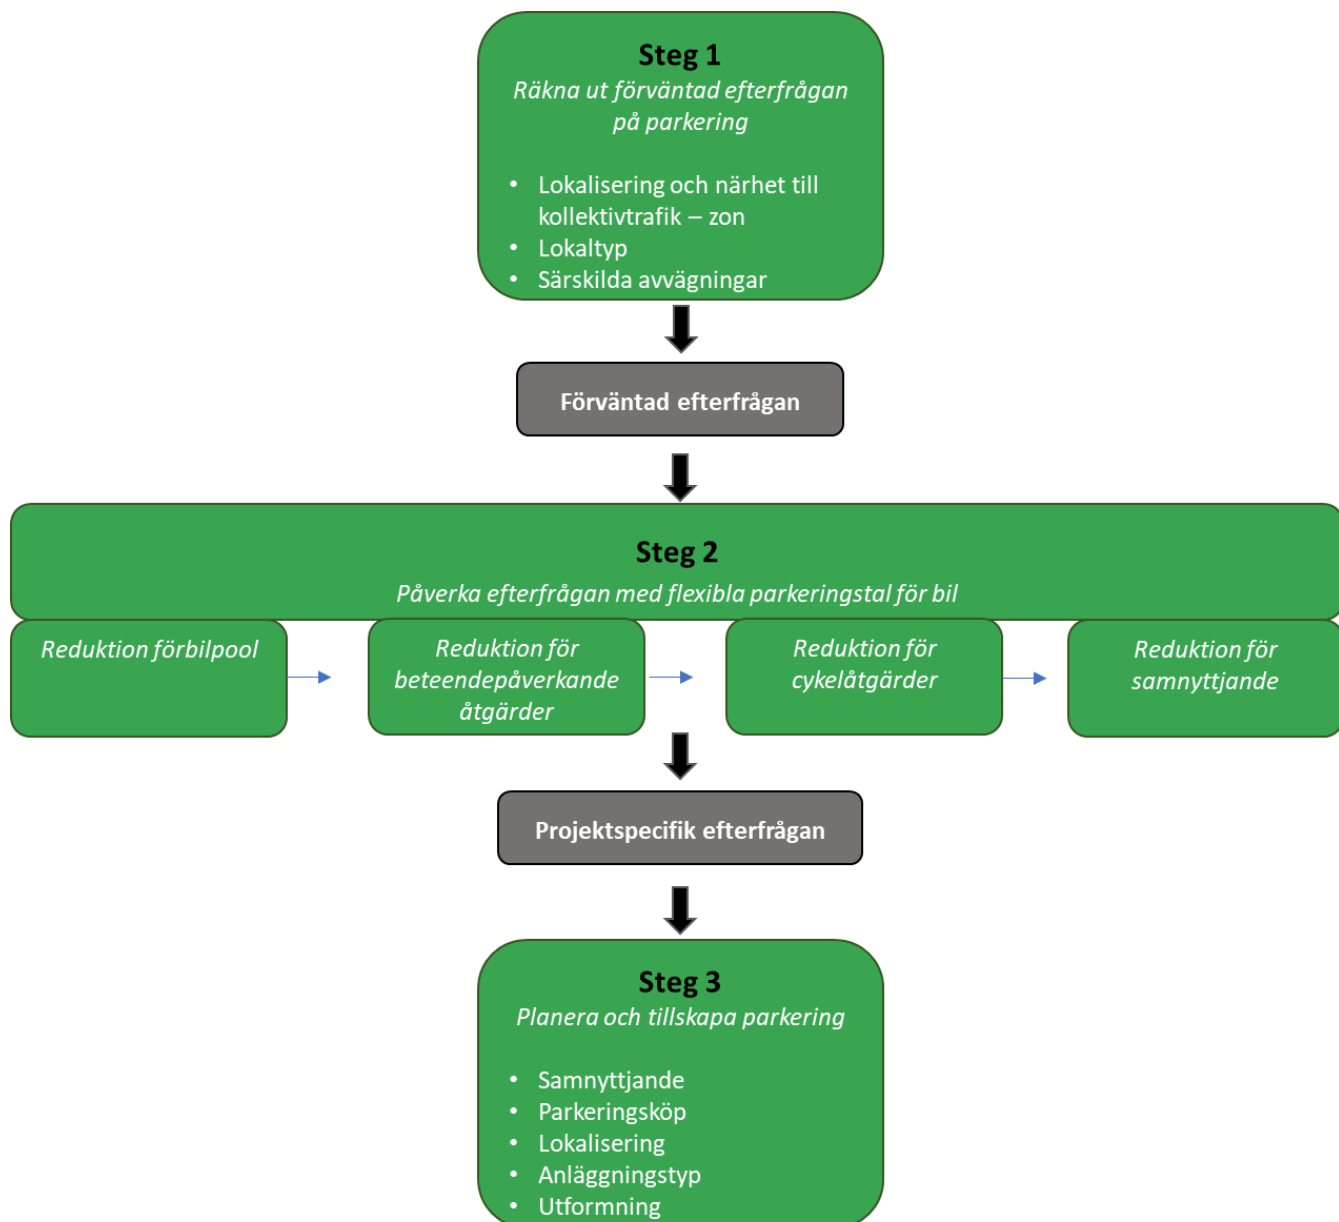 Steg 1
Räkna ut förväntad efterfrågan
på parkering
• Lokalisering och närhet till
kollektivtrafik – zon
• Lokaltyp
• Särskilda avvägningar
Förväntad efterfrågan
Steg 2
Påverka efterfrågan med flexibla parkeringstal för bil
Reduktion förbilpool
Reduktion för
beteendepåverkande
åtgärder
Reduktion för
cykelåtgärder
Reduktion för
samnyttjande
Projektspecifik efterfrågan
Steg 3
Planera och tillskapa parkering
• Samnyttjande
• Parkeringsköp
• Lokalisering
• Anläggningstyp
• Utformning